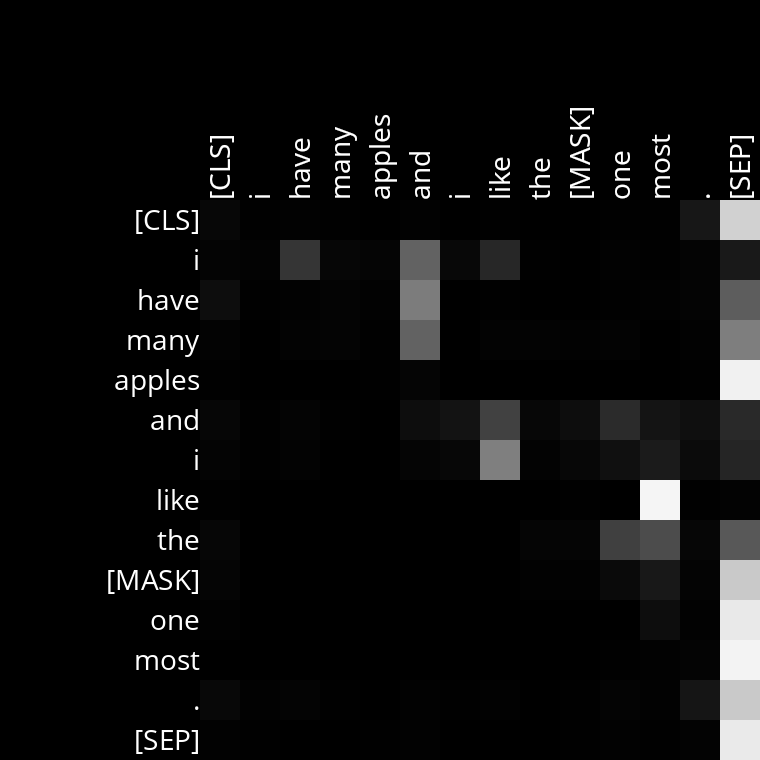 [CLS] i have many apples and i like the [MASK] one most . [SEP]
[CLS]
i
have
many
apples
and
i
like
the
[MASK]
one
most
.
[SEP]